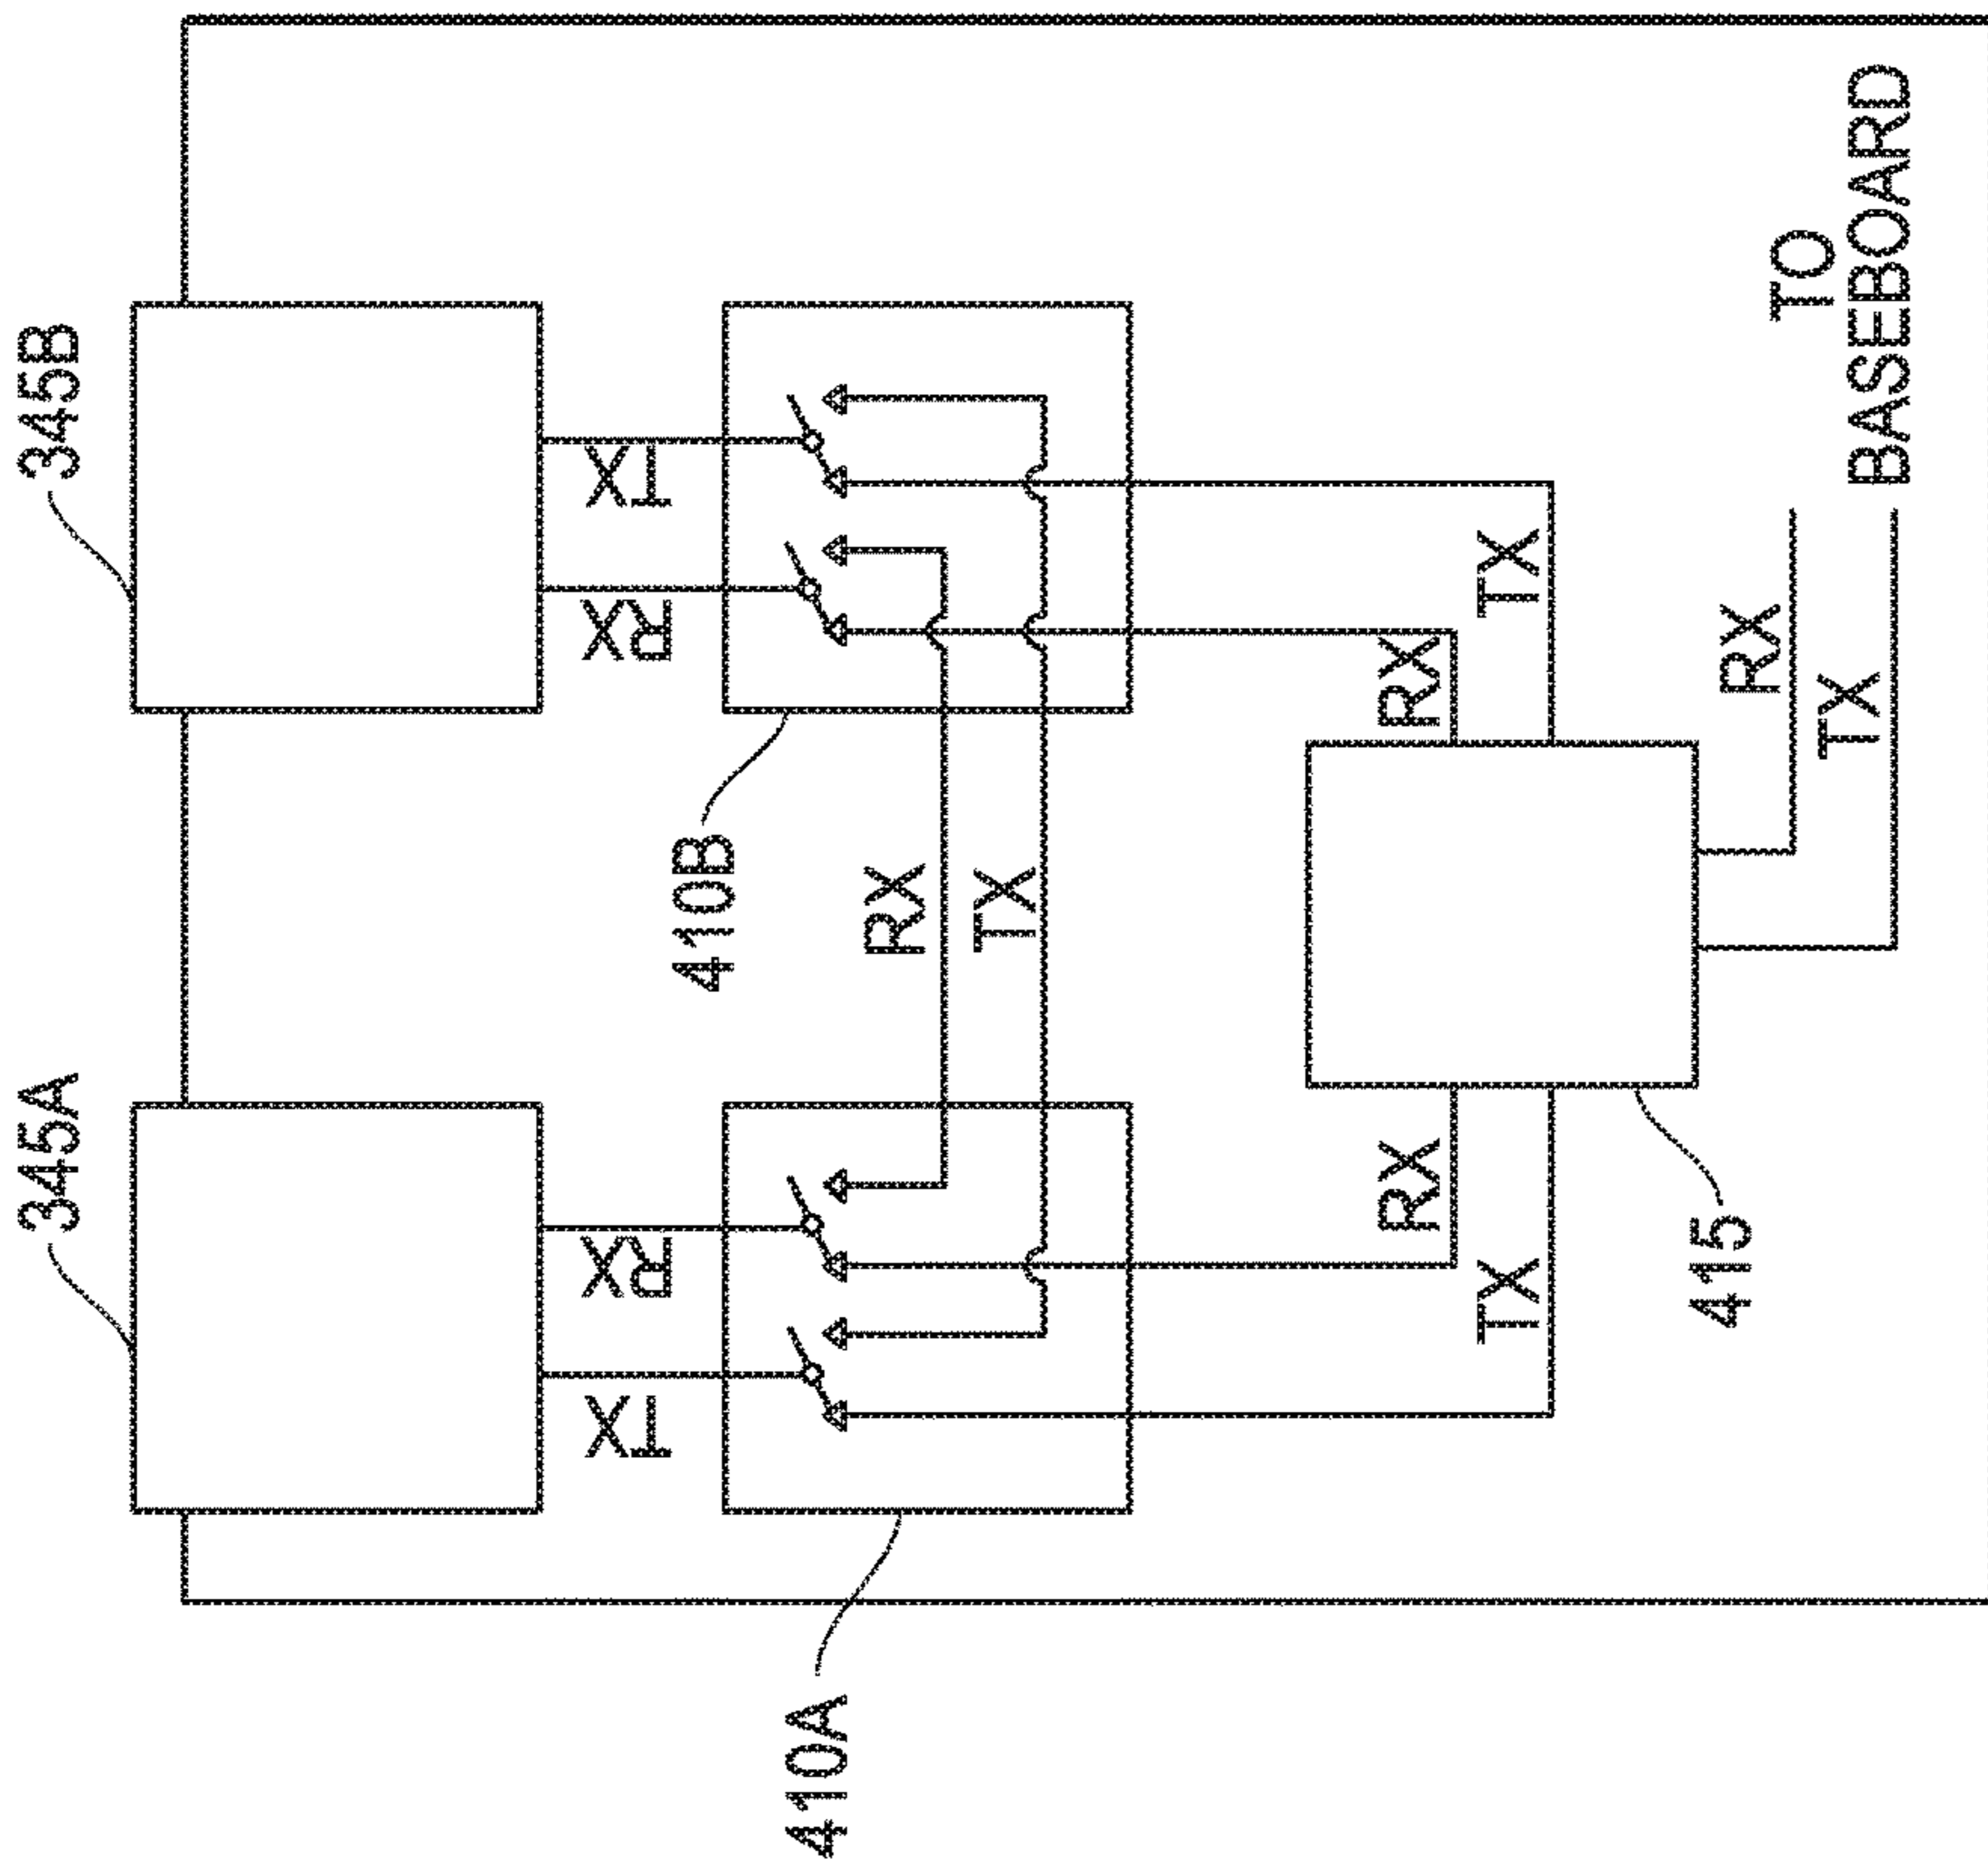 345A
345B
TX
RX
RX
TX
410A
410B
RX
TX
RX
TX
RX
TX
415
RX
TX
TO
BASEBOARD